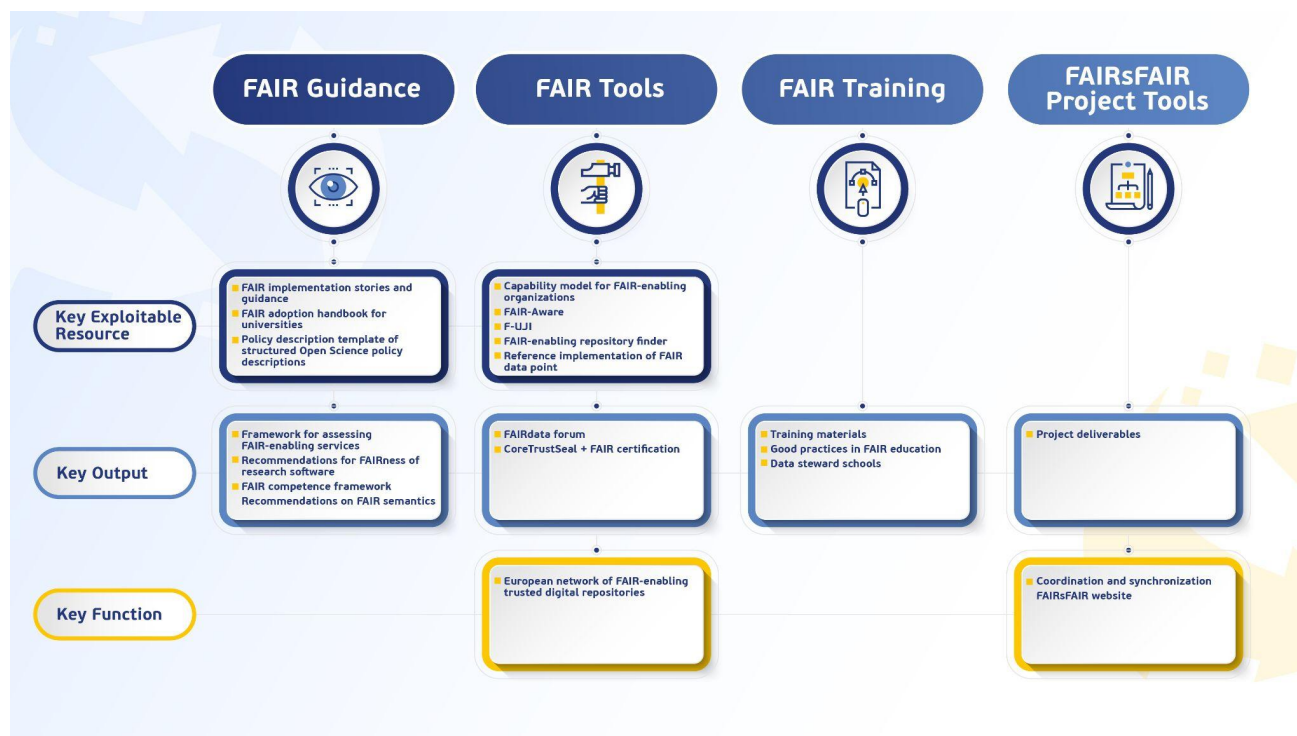 FAIR Guidance
FAIR Tools
FAIR Training
FAIRsFAIR
Project Tools
Key Exploitable
Resource
FAIR implementation stories and
guidance
FAIR adoption handbook for
universities
Policy description template of
structured Open Science policy
descriptions
Capability model for FAIR-enabling
organizations
FAIR-Aware
F-UJI
FAIR-enabling repository finder
Reference implementation of FAIR
data point
Key Output
Framework for assessing
FAIR-enabling services
Recommendations for FAIRness of
research software
FAIR competence framework
Recommendations on FAIR semantics
FAIRdata forum
CoreTrustSeal + FAIR certification
Training materials
Good practices in FAIR education
Data steward schools
Project deliverables
Key Function
European network of FAIR-enabling
trusted digital repositories
Coordination and synchronization
FAIRsFAIR website